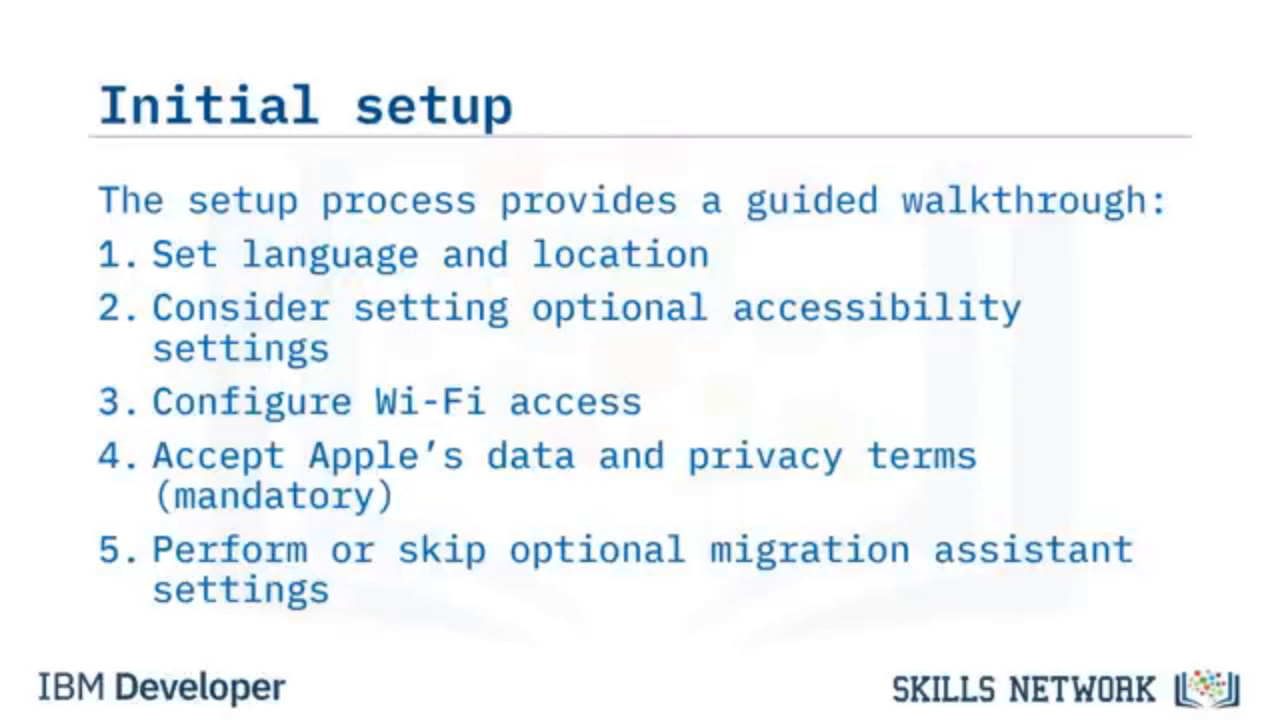 Initial setup
The setup process provides a guided walkthrough:
1. Set language and location
2. Consider setting optional accessibility
settings
3. Configure Wi-Fi access
4. Accept Apple’s data and privacy terms
(mandatory)
5. Perform or skip optional migration assistant
settings
IBM Developer
SKILLS NETWORK